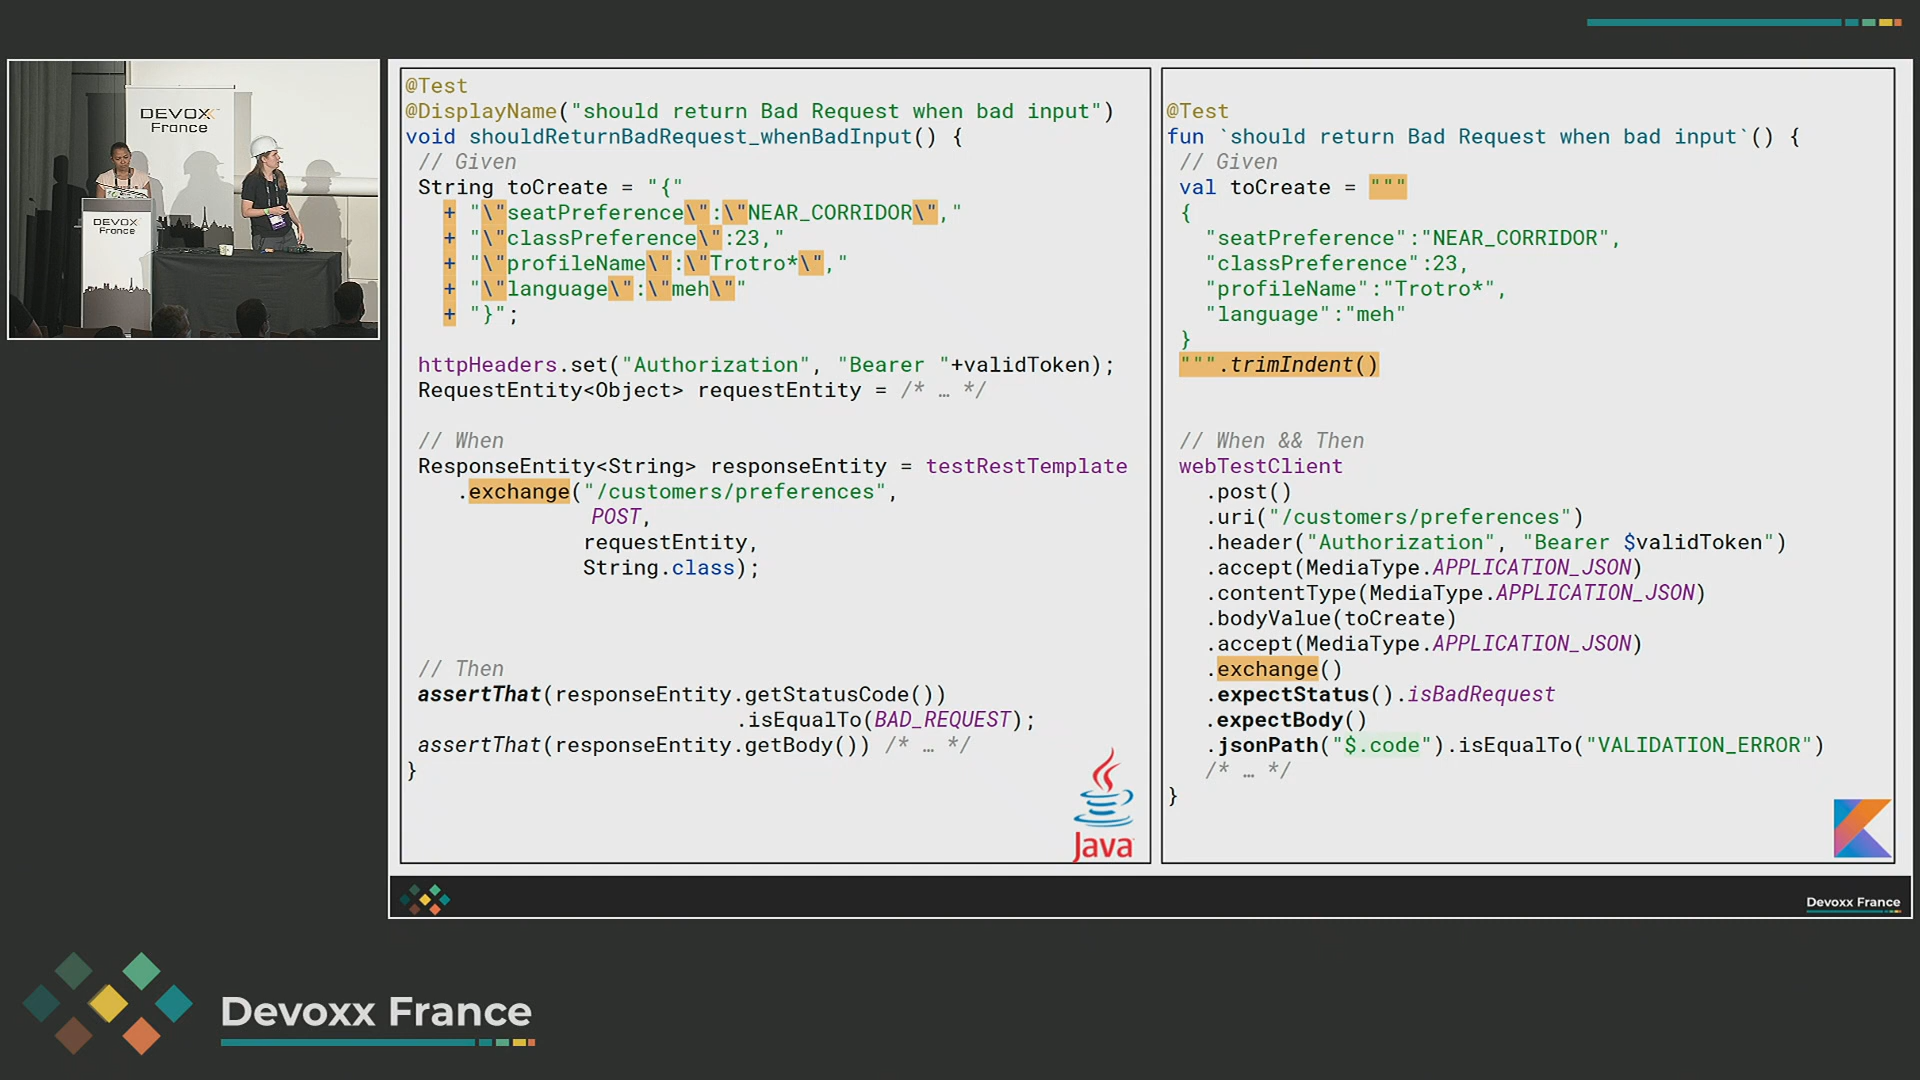 DEVOXX
France
DEVOXX
France
@Test
@DisplayName("should return Bad Request when bad input")
void shouldReturnBadRequest_whenBadInput() {
// Given
String toCreate = "{"
+ "\"seatPreference\":\"NEAR_CORRIDOR\","
+ "\"classPreference\":23,"
+ "\"profileName\":\"Trotro*\","
+ "\"language\":\"meh\""
+ "}";
httpHeaders.set("Authorization", "Bearer "+validToken);
RequestEntity<Object> requestEntity = /* … */
// When
ResponseEntity<String> responseEntity = testRestTemplate
.exchange("/customers/preferences",
POST,
requestEntity,
String.class);
// Then
assertThat(responseEntity.getStatusCode())
.isEqualTo(BAD_REQUEST);
assertThat(responseEntity.getBody()) /* … */
}
Java
@Test
fun `should return Bad Request when bad input`() {
// Given
val toCreate = """
{
"seatPreference":"NEAR_CORRIDOR",
"classPreference":23,
"profileName":"Trotro*",
"language":"meh"
}
""".trimIndent()
// When && Then
webTestClient
.post()
.uri("/customers/preferences")
.header("Authorization", "Bearer $validToken")
.accept(MediaType.APPLICATION_JSON)
.contentType(MediaType.APPLICATION_JSON)
.bodyValue(toCreate)
.accept(MediaType.APPLICATION_JSON)
.exchange()
.expectStatus().isBadRequest
.expectBody()
.jsonPath("$.code").isEqualTo("VALIDATION_ERROR")
/* … */
}
Devoxx France
Devoxx France